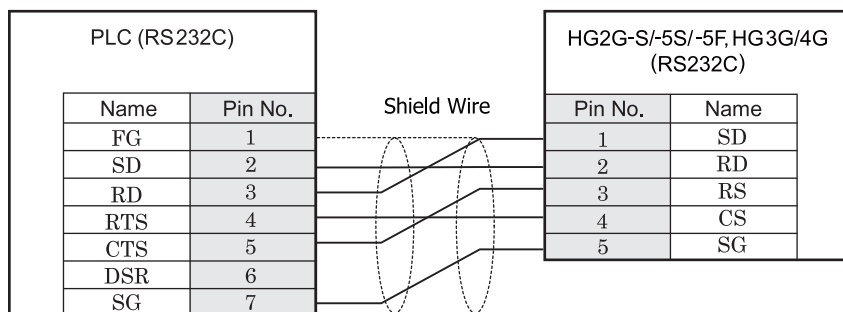 PLC (RS232C)
Name Pin No.
FG 1
SD 2
RD 3
RTS 4
CTS 5
DSR 6
SG 7
Shield Wire
HG2G-S/-5S/-5F, HG3G/4G
(RS232C)
Pin No. Name
1 SD
2 RD
3 RS
4 CS
5 SG